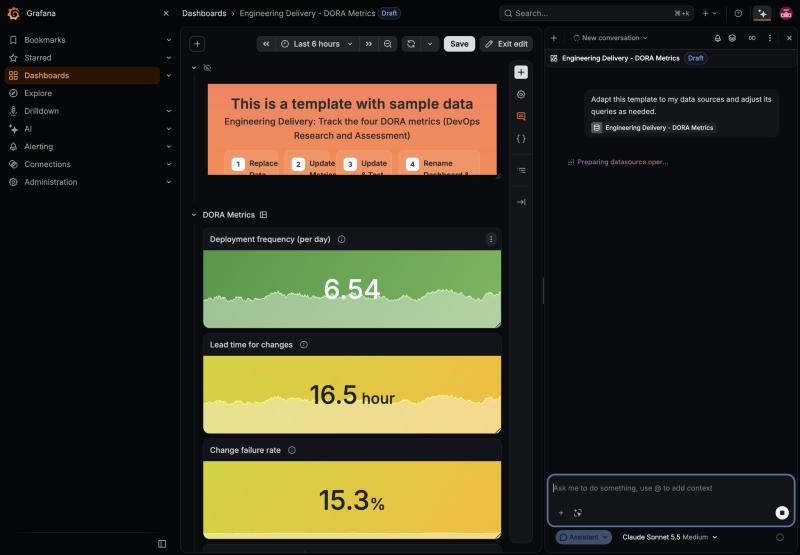 Grafana
Dashboards › Engineering Delivery - DORA Metrics Draft
Search... ⌘+k
Bookmarks
Starred
Dashboards
Explore
Drilldown
AI
Alerting
Connections
Administration
Last 6 hours
Save
Exit edit
This is a template with sample data
Engineering Delivery: Track the four DORA metrics (DevOps
Research and Assessment)
1 Replace
2 Update
3 Update
4 Rename
DORA Metrics
Deployment frequency (per day)
6.54
Lead time for changes
16.5 hour
Change failure rate
15.3%
New conversation
Engineering Delivery - DORA Metrics Draft
Adapt this template to my data sources and adjust its
queries as needed.
Engineering Delivery - DORA Metrics
Preparing datasource oper...
Ask me to do something, use @ to add context
Assistant
Claude Sonnet 5.5 Medium